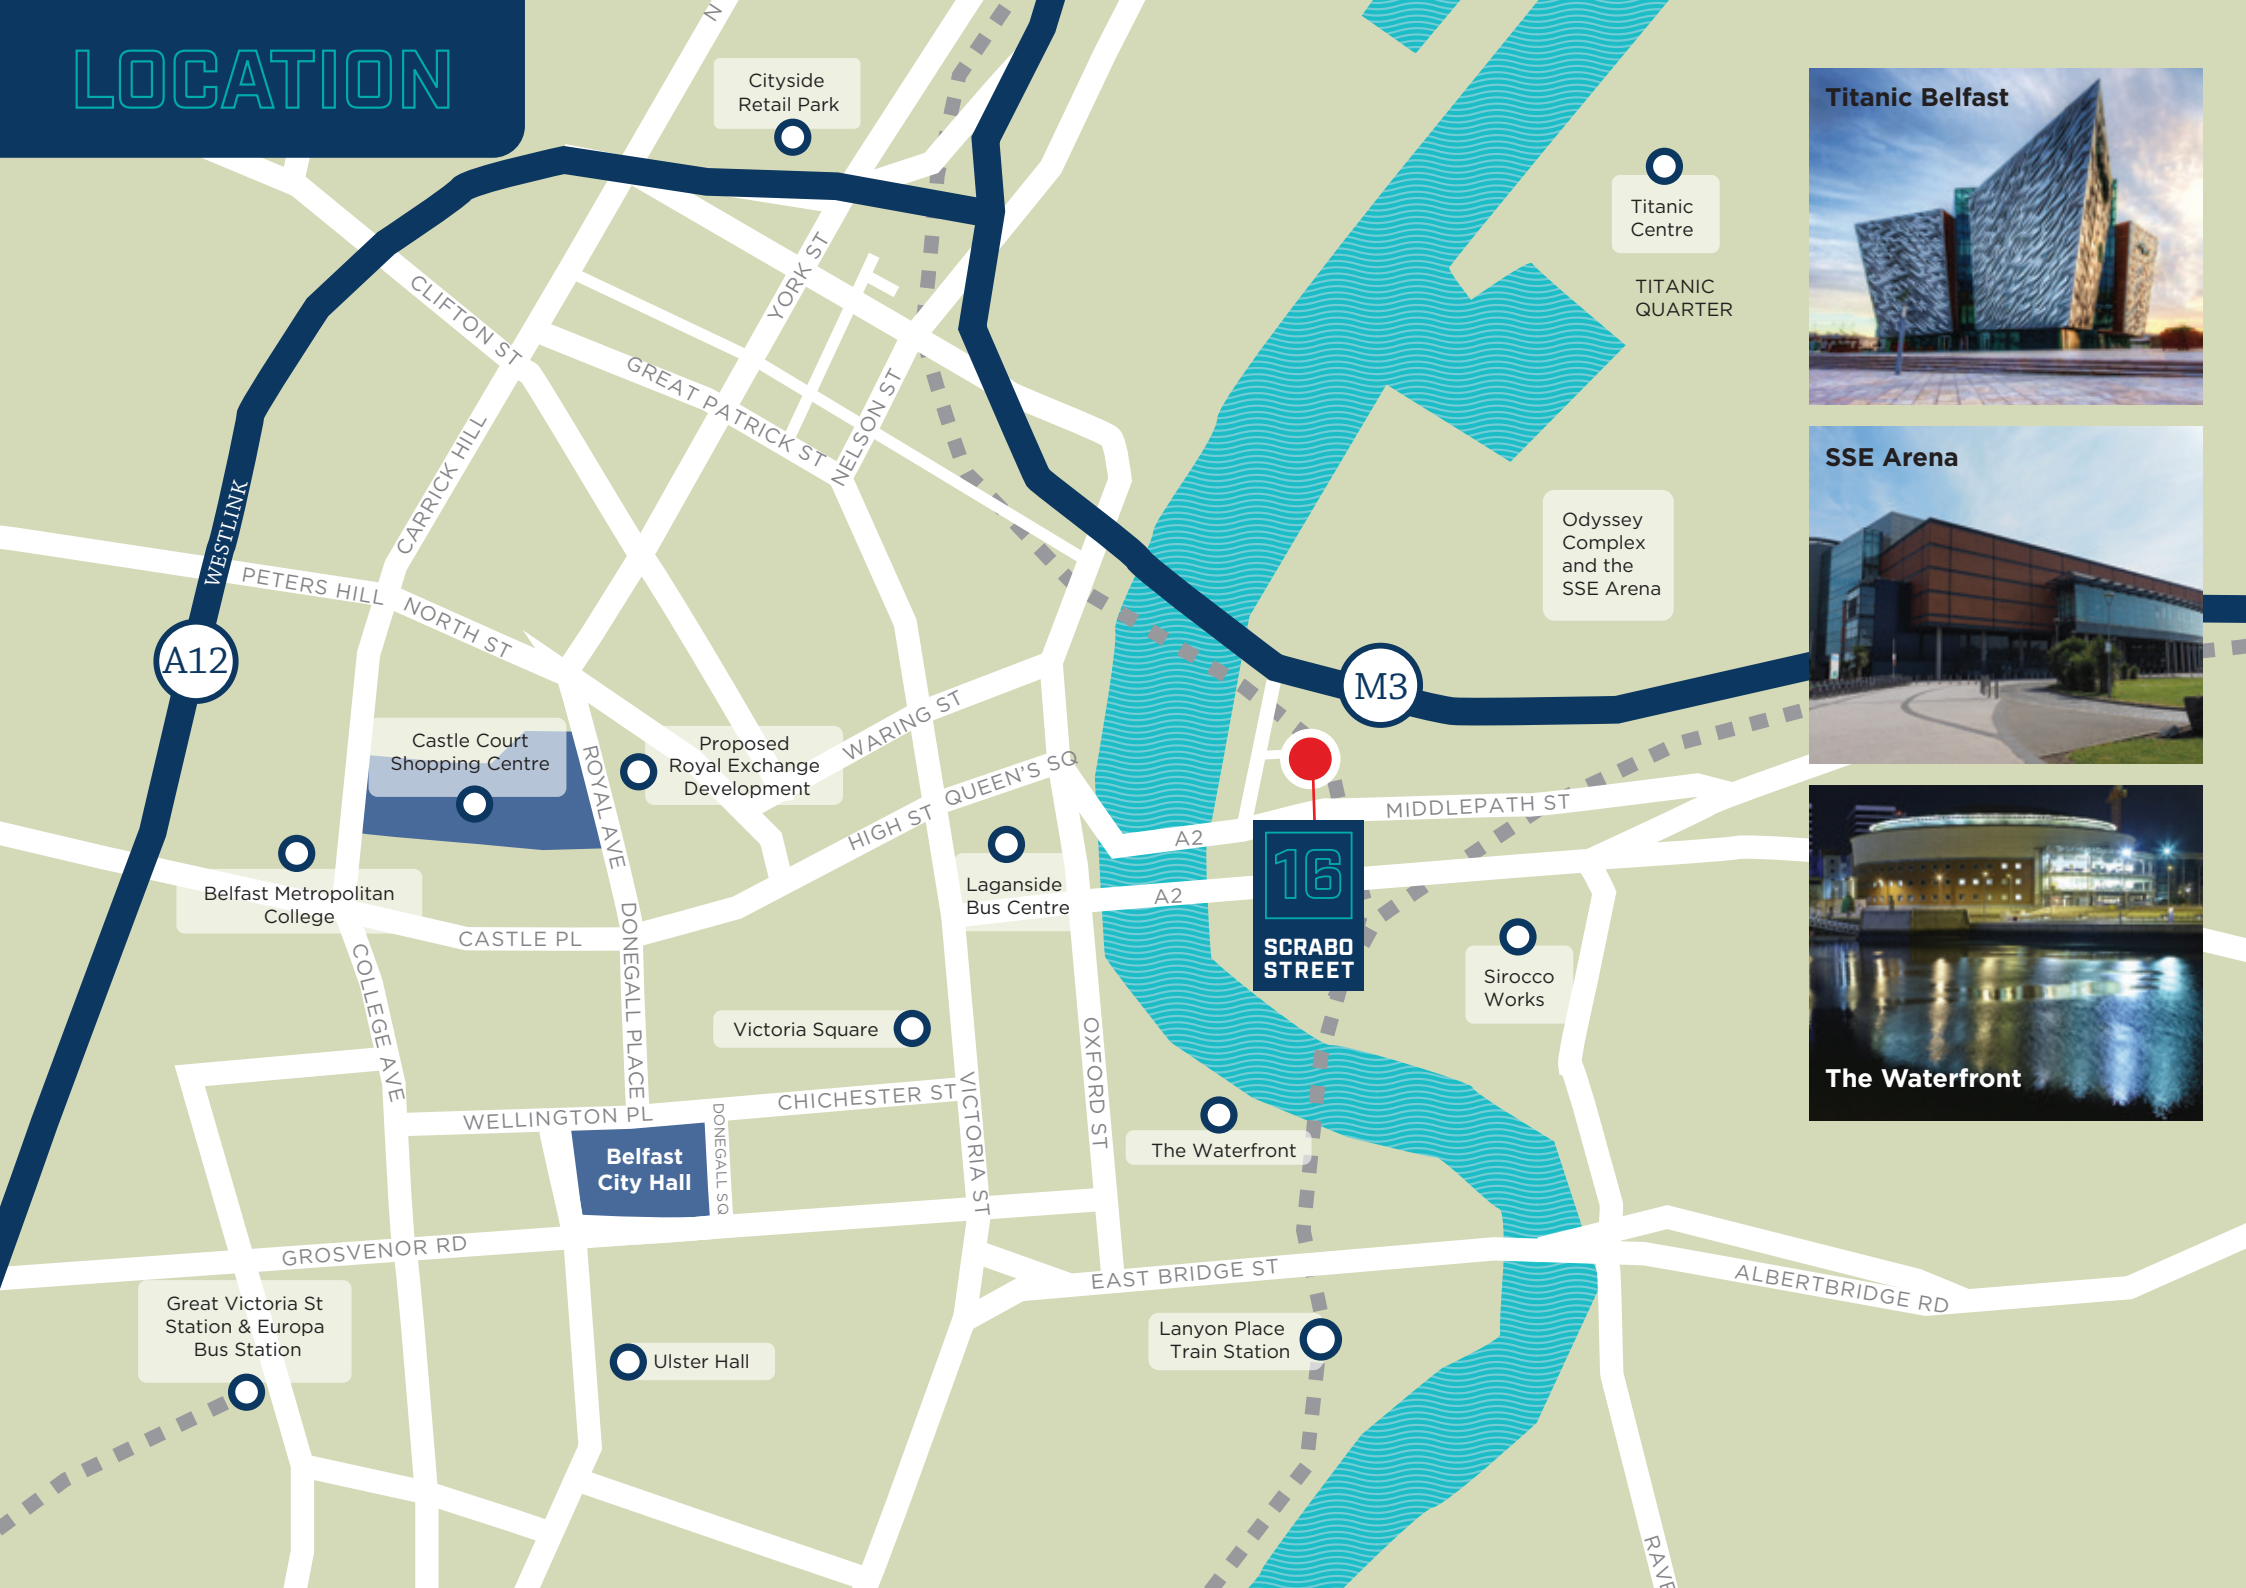 LOCATION
N
Cityside
Retail Park
Titanic Belfast
Titanic
Centre
TITANIC
QUARTER
YORK ST
CLIFTON ST
GREAT PATRICK ST
NELSON ST
CARRICK HILL
WESTLINK
SSE Arena
Odyssey
Complex
and the
SSE Arena
PETERS HILL
NORTH ST
A12
M3
WARING ST
Castle Court
Shopping Centre
ROYAL AVE
Proposed
Royal Exchange
Development
QUEEN'S SQ
HIGH ST
MIDDLEPATH ST
A2
A2
16
SCRABO
STREET
Laganside
Bus Centre
Belfast Metropolitan
College
CASTLE PL
DONEGALL PLACE
COLLEGE AVE
Sirocco
Works
Victoria Square
OXFORD ST
The Waterfront
CHICHESTER ST
WELLINGTON PL
DONEGALL SQ
VICTORIA ST
Belfast
City Hall
The Waterfront
GROSVENOR RD
EAST BRIDGE ST
ALBERTBRIDGE RD
Great Victoria St
Station & Europa
Bus Station
Ulster Hall
Lanyon Place
Train Station
RAVE